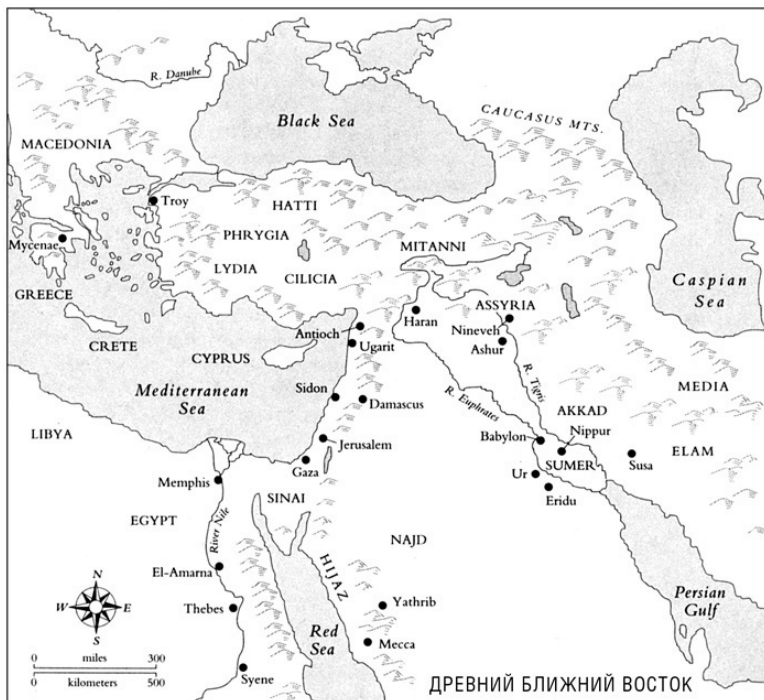 R. Danube
Black Sea
CAUCASUS MTS.
MACEDONIA
Troy
HATTI
Mycenae
PHRYGIA
MITANNI
LYDIA
CILICIA
Caspian
Sea
GREECE
ASSYRIA
Haran
Nineveh
Antioch
Ashur
CRETE
Ugarit
CYPRUS
R. Tigris
Mediterranean
Sea
MEDIA
Sidon
Damascus
R. Euphrates
AKKAD
LIBYA
Jerusalem
Babylon
Nippur
ELAM
Gaza
SUMER
Susa
Memphis
Ur
SINAI
Eridu
EGYPT
River Nile
NAJD
El-Amarna
HIJAZ
Persian
Gulf
Thebes
Yathrib
Red
Sea
Mecca
Syene
N
W E
S
0 miles 300
0 kilometers 500
ДРЕВНИЙ БЛИЖНИЙ ВОСТОК